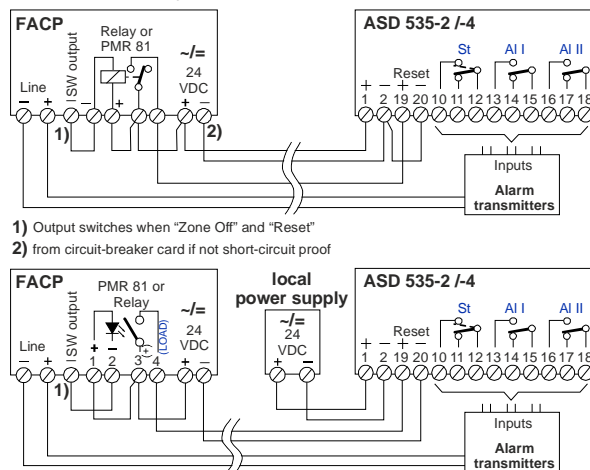 FACP
ASD 535-2 /-4
Relay or
PMR 81
~/=
24
VDC
SW output
Line
St
Al I
Al II
Reset
– + – + + –
+ – + –
1 2 19 20 10 11 12 13 14 15 16 17 18
1)
2)
Inputs
Alarm
transmitters
1) Output switches when "Zone Off" and "Reset"
2) from circuit-breaker card if not short-circuit proof
FACP
local
power supply
ASD 535-2 /-4
PMR 81 or
Relay
~/=
24
VDC
~/=
24
VDC
SW output
(LOAD)
(+)
Line
St
Al I
Al II
Reset
– + + – + –
1 2 3 4
+ –
+ – + –
1 2 19 20 10 11 12 13 14 15 16 17 18
1)
Inputs
Alarm
transmitters